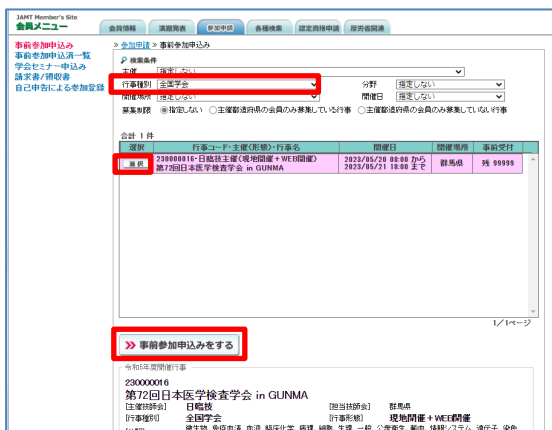 JAMT Member's Site
会員メニュー
会員情報 演題発表 参加申請 各種検索 認定資格申請 厚労省関連
事前参加申込み
事前参加申込済一覧
学会セミナー申込み
請求書/領収書
自己申告による参加登録
» 参加申請 » 事前参加申込み
検索条件
主催 指定しない
行事種別 全国学会 分野 指定しない
開催場所 指定しない 開催日 指定しない
募集制限 ◉指定しない ○主催都道府県の会員のみ募集している行事 ○主催都道府県の会員のみ募集していない行事
合計 1 件
選択 行事コード・主催(形態)・行事名 開催日 開催場所 事前受付
選択 230000016・日臨技主催(現地開催+WEB開催) 2023/05/20 08:00 から 群馬県 残 99999
第72回日本医学検査学会 in GUNMA 2023/05/21 18:00 まで
1/1ページ
» 事前参加申込みをする
令和5年度開催行事
230000016
第72回日本医学検査学会 in GUNMA
[主催技師会] 日臨技 [担当技師会] 群馬県
[行事種別] 全国学会 [行事形態] 現地開催+WEB開催